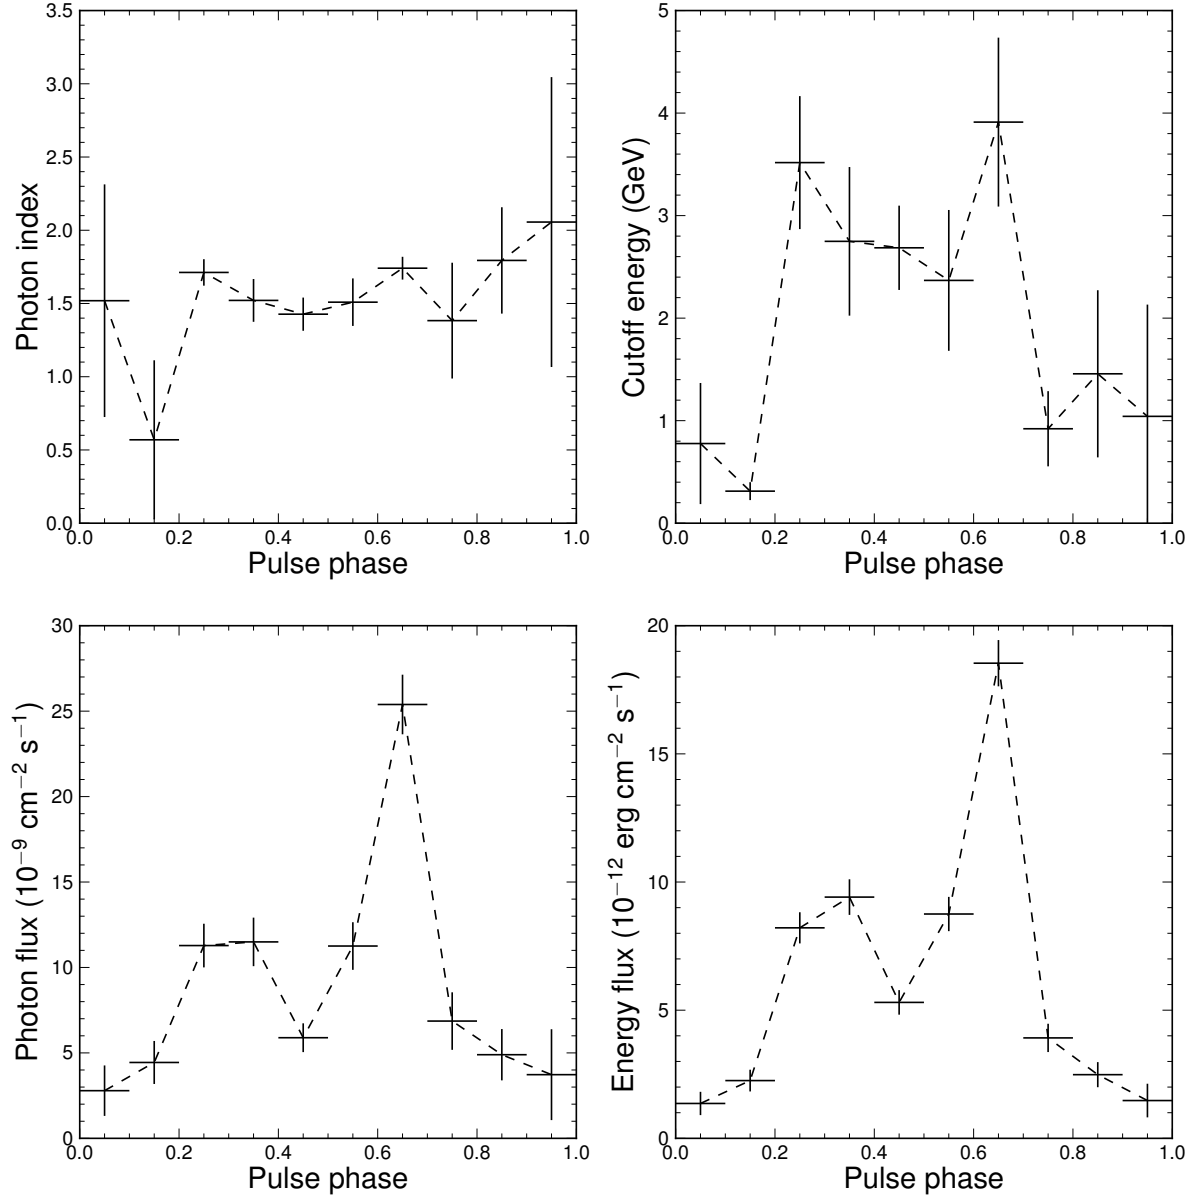 3.5
3.0
2.5
2.0
1.5
1.0
0.5
0.0
Photon index
0.0 0.2 0.4 0.6 0.8 1.0
Pulse phase
5
4
3
2
1
0
Cutoff energy (GeV)
0.0 0.2 0.4 0.6 0.8 1.0
Pulse phase
30
25
20
15
10
5
0
Photon flux (10⁻⁹ cm⁻² s⁻¹)
0.0 0.2 0.4 0.6 0.8 1.0
Pulse phase
20
15
10
5
0
Energy flux (10⁻¹² erg cm⁻² s⁻¹)
0.0 0.2 0.4 0.6 0.8 1.0
Pulse phase